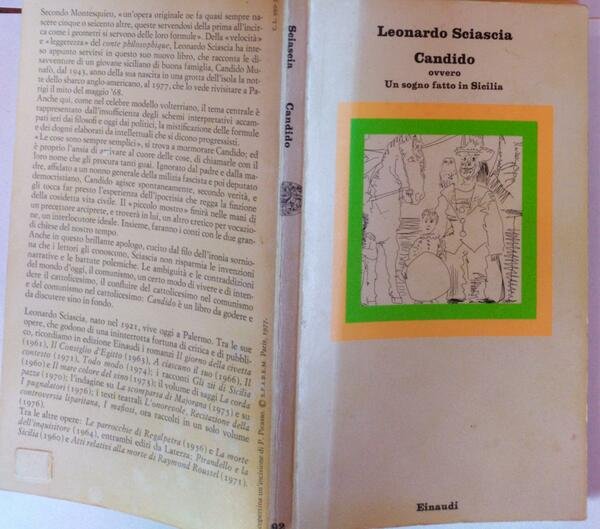 Secondo Montesquieu, «un'opera originale ne fa quasi sempre na-
scere cinque o seicento altre, queste servendosi della prima all'incir-
ca come i geometri si servono delle loro formule». Della «velocità»
e «leggerezza» del conte philosophique, Leonardo Sciascia ha inte-
so appunto servirsi in questo suo nuovo libro, che racconta le di-
savventure di un giovane siciliano di buona famiglia, Candido Mu-
nafò, dal 1943, anno della sua nascita in una grotta dell'isola la not-
te dello sbarco anglo-americano, al 1977, che lo vede rivisitare a Pa-
rigi il mito del maggio '68.
Anche qui, come nel celebre modello volterriano, il tema centrale è
rappresentato dall'insufficienza degli schemi interpretativi accam-
pati ieri dai filosofi e oggi dai politici, la mistificazione delle formule
e dei dogmi elaborati da intellettuali che si dicono progressisti.
«Le cose sono sempre semplici», si trova a mormorare Candido; ed
è proprio l'ansia di arrivare al cuore delle cose, di chiamarle con il
loro nome che gli procura tanti guai. Ignorato dal padre e dalla ma-
dre, affidato a un nonno generale della milizia fascista e poi deputato
democristiano, Candido agisce spontaneamente, secondo verità, e
gli tocca far presto l'esperienza dell'ipocrisia che regge la finzione
della cosidetta vita civile. Il «piccolo mostro» finirà nelle mani di
un precettore arciprete, e troverà in lui, un altro eretico per vocazio-
ne, un interlocutore ideale. Insieme, faranno i conti con le due gran-
di chiese del nostro tempo.
Anche in questo brillante apologo, cucito dal filo dell'ironia sornio-
na che i lettori gli conoscono, Sciascia non risparmia le invenzioni
narrative e le battute polemiche. Le ambiguità e le contraddizioni
del mondo d'oggi, il comunismo, un certo modo di vivere e di inten-
dere il cattolicesimo, il confluire del cattolicesimo nel comunismo
e del comunismo nel cattolicesimo: Candido è un libro da godere e
da discutere sino in fondo.
Leonardo Sciascia, nato nel 1921, vive oggi a Palermo. Tra le sue
opere, che godono di una ininterrotta fortuna di critica e di pubbli-
co, ricordiamo in edizione Einaudi i romanzi Il giorno della civetta
(1961), Il Consiglio d'Egitto (1963), A ciascuno il suo (1966), Il
contesto (1971), Todo modo (1974); i racconti Gli zii di Sicilia
(1960) e Il mare colore del vino (1973); il volume di saggi La corda
pazza (1970); l'indagine su La scomparsa di Majorana (1975) e su
I pugnalatori (1976); i testi teatrali L'onorevole, Recitazione della
controversia liparitana, I mafiosi, ora raccolti in un solo volume
(1976).
Tra le altre opere: Le parrocchie di Regalpetra (1956) e La morte
dell'inquisitore (1964), entrambi editi da Laterza; Pirandello e la
Sicilia (1960) e Atti relativi alla morte di Raymond Roussel (1971).
copertina un'incisione di P. Picasso. © S.P.A.D.E.M. Paris, 1977.
Sciascia Candido
92
Leonardo Sciascia
Candido
ovvero
Un sogno fatto in Sicilia
Einaudi